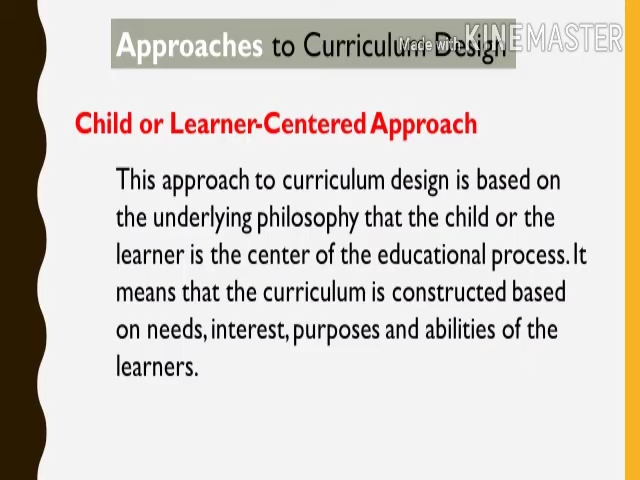 Approaches to Curriculum Design
Made with KINEMASTER
Child or Learner-Centered Approach
This approach to curriculum design is based on
the underlying philosophy that the child or the
learner is the center of the educational process. It
means that the curriculum is constructed based
on needs, interest, purposes and abilities of the
learners.